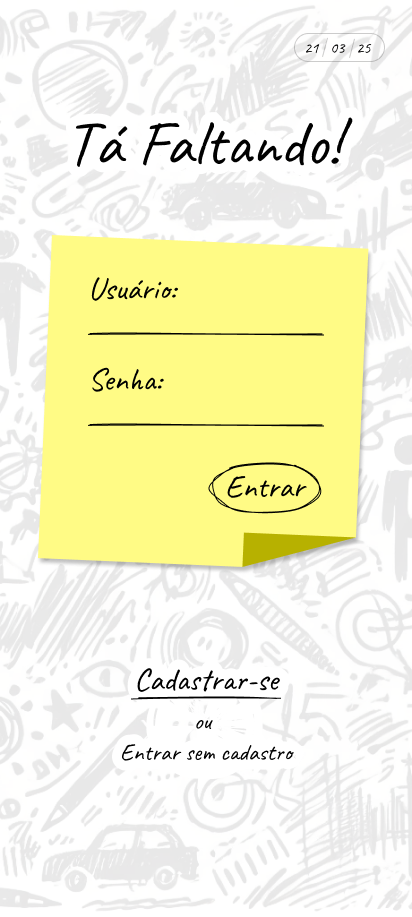 21 03 25
Tá Faltando!
Usuário:
Senha:
Entrar
Cadastrar-se
ou
Entrar sem cadastro